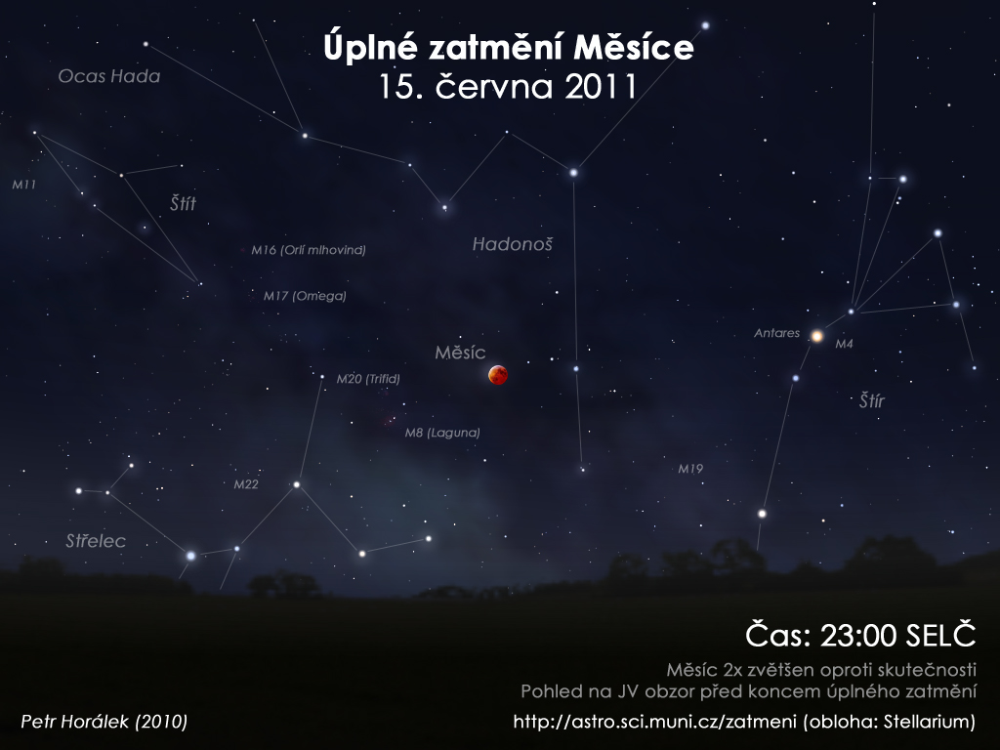 Úplné zatmění Měsíce
15. června 2011
Ocas Hada
M11
Štít
Hadonoš
M16 (Orlí mlhovina)
M17 (Omega)
Antares
M4
Měsíc
M20 (Trifid)
Štír
M8 (Laguna)
M19
M22
Střelec
Čas: 23:00 SELČ
Měsíc 2x zvětšen oproti skutečnosti
Pohled na JV obzor před koncem úplného zatmění
Petr Horálek (2010)
http://astro.sci.muni.cz/zatmeni (obloha: Stellarium)